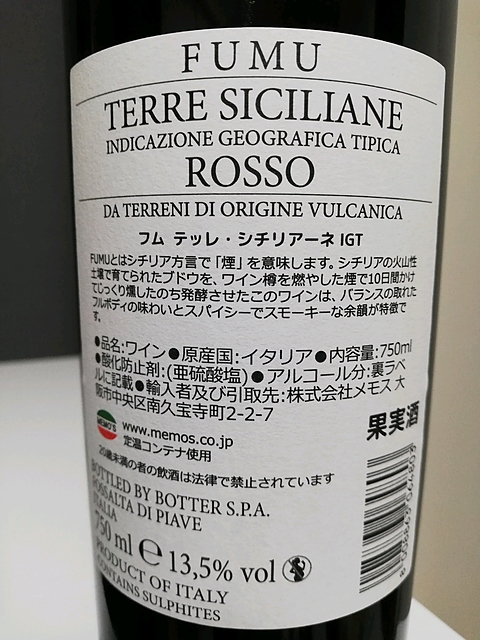 FUMU
TERRE SICILIANE
INDICAZIONE GEOGRAFICA TIPICA
ROSSO
DA TERRENI DI ORIGINE VULCANICA
フム テッレ・シチリアーネ IGT
FUMUとはシチリア方言で「煙」を意味します。シチリアの火山性
土壌で育てられたブドウを、ワイン樽を燃やした煙で10日間かけ
てじっくり燻したのち発酵させたこのワインは、バランスの取れた
フルボディの味わいとスパイシーでスモーキーな余韻が特徴で
す。
●品名:ワイン●原産国:イタリア●内容量:750ml
●酸化防止剤:(亜硫酸塩)●アルコール分:裏ラベ
ルに記載●輸入者及び引取先:株式会社メモス 大
阪市中央区南久宝寺町2-2-7
果実酒
MEMO'S
www.memos.co.jp
定温コンテナ使用
20歳未満の者の飲酒は法律で禁止されています
BOTTLED BY BOTTER S.P.A.
FOSSALTA DI PIAVE
ITALIA
750 ml e 13,5% vol
PRODUCT OF ITALY
CONTAINS SULPHITES